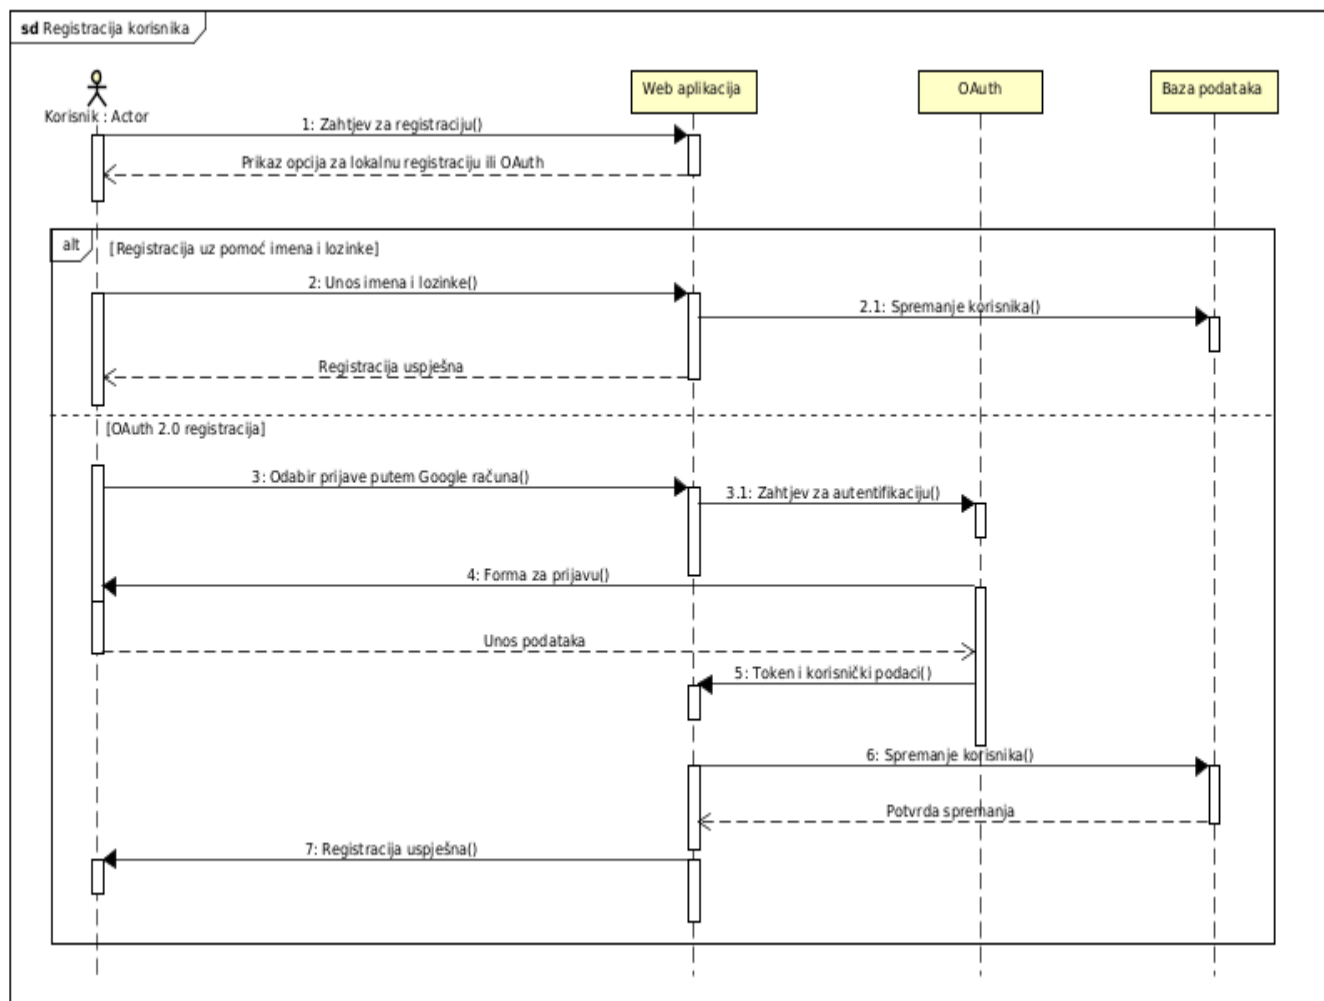 sd Registracija korisnika
Korisnik : Actor
Web aplikacija
OAuth
Baza podataka
1: Zahtjev za registraciju()
Prikaz opcija za lokalnu registraciju ili OAuth
alt
[Registracija uz pomoć imena i lozinke]
2: Unos imena i lozinke()
2.1: Spremanje korisnika()
Registracija uspješna
[OAuth 2.0 registracija]
3: Odabir prijave putem Google računa()
3.1: Zahtjev za autentifikaciju()
4: Forma za prijavu()
Unos podataka
5: Token i korisnički podaci()
6: Spremanje korisnika()
Potvrda spremanja
7: Registracija uspješna()